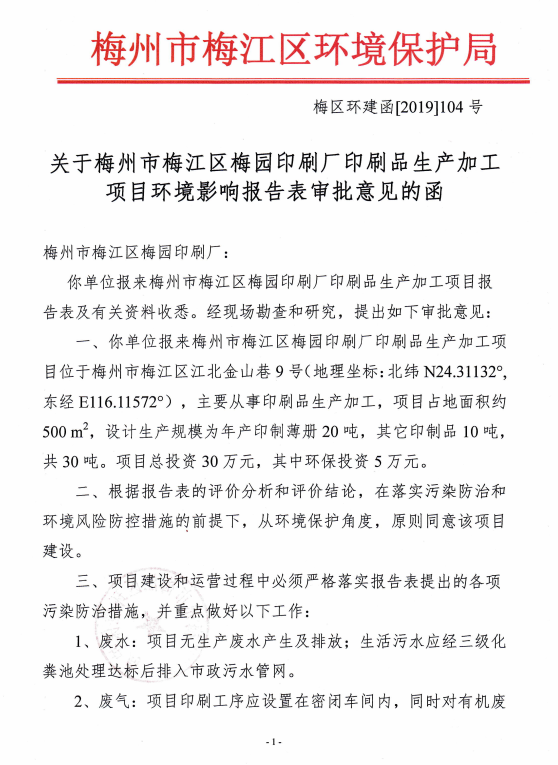 梅州市梅江区环境保护局
梅区环建函[2019]104 号
关于梅州市梅江区梅园印刷厂印刷品生产加工
项目环境影响报告表审批意见的函
梅州市梅江区梅园印刷厂：
你单位报来梅州市梅江区梅园印刷厂印刷品生产加工项目报
告表及有关资料收悉。经现场勘查和研究，提出如下审批意见：
一、你单位报来梅州市梅江区梅园印刷厂印刷品生产加工项
目位于梅州市梅江区江北金山巷 9 号（地理坐标：北纬 N24.31132°,
东经 E116.11572°），主要从事印刷品生产加工，项目占地面积约
500 m²，设计生产规模为年产印制薄册 20 吨，其它印制品 10 吨，
共 30 吨。项目总投资 30 万元，其中环保投资 5 万元。
二、根据报告表的评价分析和评价结论，在落实污染防治和
环境风险防控措施的前提下，从环境保护角度，原则同意该项目
建设。
三、项目建设和运营过程中必须严格落实报告表提出的各项
污染防治措施，并重点做好以下工作：
1、废水：项目无生产废水产生及排放；生活污水应经三级化
粪池处理达标后排入市政污水管网。
2、废气：项目印刷工序应设置在密闭车间内，同时对有机废
- 1 -